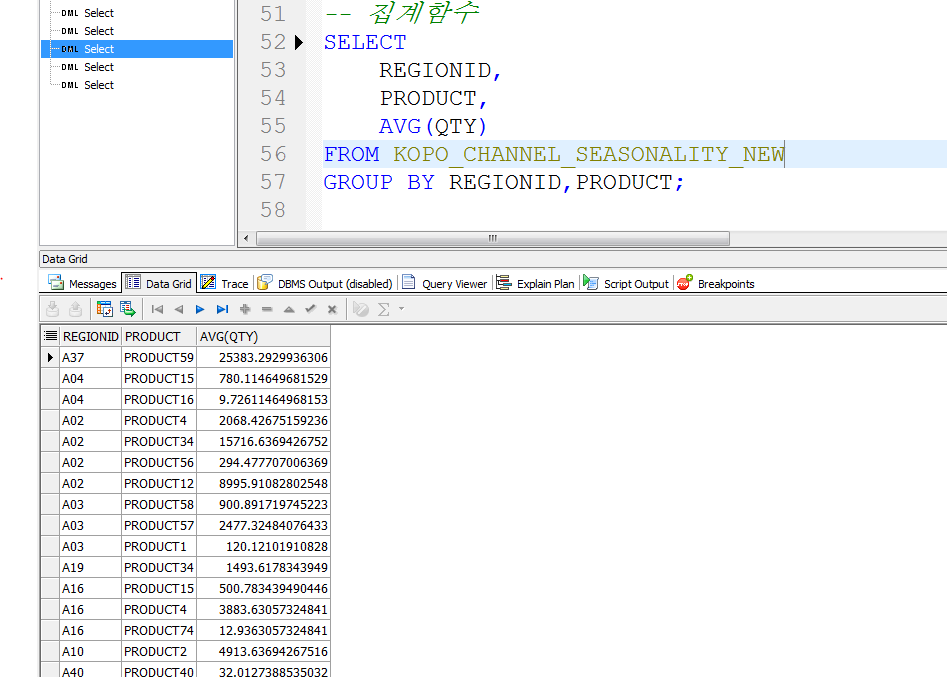 DML Select
DML Select
DML Select
DML Select
DML Select
51 -- 집계함수
52 SELECT
53 REGIONID,
54 PRODUCT,
55 AVG(QTY)
56 FROM KOPO_CHANNEL_SEASONALITY_NEW
57 GROUP BY REGIONID,PRODUCT;
58
Data Grid
Messages Data Grid Trace DBMS Output (disabled) Query Viewer Explain Plan Script Output Breakpoints
REGIONID PRODUCT AVG(QTY)
A37 PRODUCT59 25383.2929936306
A04 PRODUCT15 780.114649681529
A04 PRODUCT16 9.72611464968153
A02 PRODUCT4 2068.42675159236
A02 PRODUCT34 15716.6369426752
A02 PRODUCT56 294.477707006369
A02 PRODUCT12 8995.91082802548
A03 PRODUCT58 900.891719745223
A03 PRODUCT57 2477.32484076433
A03 PRODUCT1 120.12101910828
A19 PRODUCT34 1493.6178343949
A16 PRODUCT15 500.783439490446
A16 PRODUCT4 3883.63057324841
A16 PRODUCT74 12.9363057324841
A10 PRODUCT2 4913.63694267516
A40 PRODUCT40 32.0127388535032